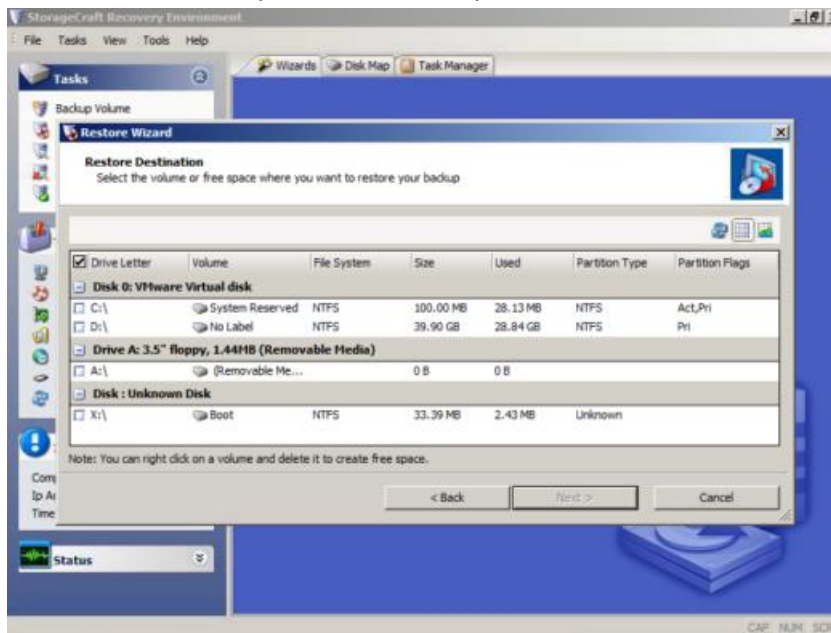 StorageCraft Recovery Environment
File Tasks View Tools Help
Wizards Disk Map Task Manager
Tasks
Backup Volume
Restore Wizard
Restore Destination
Select the volume or free space where you want to restore your backup
Drive Letter Volume File System Size Used Partition Type Partition Flags
Disk 0: VMware Virtual disk
C:\ System Reserved NTFS 100.00 MB 28.13 MB NTFS Act,Pri
D:\ No Label NTFS 39.90 GB 28.84 GB NTFS Pri
Drive A: 3.5" floppy, 1.44MB (Removable Media)
A:\ (Removable Me... 0 B 0 B
Disk : Unknown Disk
X:\ Boot NTFS 33.39 MB 2.43 MB Unknown
Note: You can right click on a volume and delete it to create free space.
< Back Next > Cancel
Com
Ip A
Time
Status
CAP NUM SC